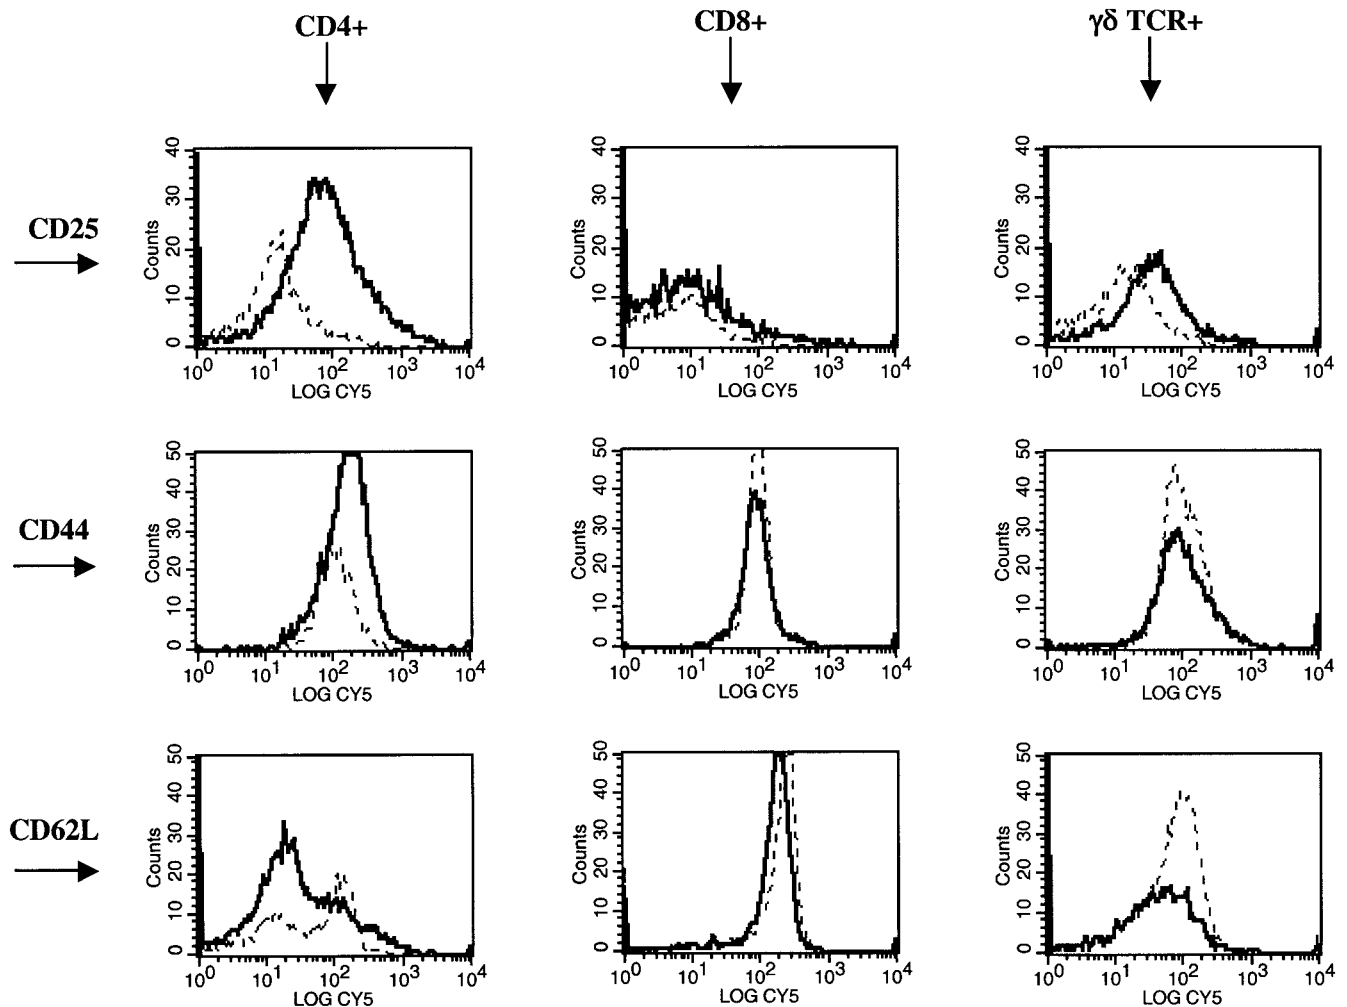 CD4+ CD8+ γδ TCR+
CD25
40 40 40
30 30 30
20 20 20
10 10 10
0 0 0
Counts Counts Counts
10^0 10^1 10^2 10^3 10^4 10^0 10^1 10^2 10^3 10^4 10^0 10^1 10^2 10^3 10^4
LOG CY5 LOG CY5 LOG CY5
CD44
50 50 50
40 40 40
30 30 30
20 20 20
10 10 10
0 0 0
Counts Counts Counts
10^0 10^1 10^2 10^3 10^4 10^0 10^1 10^2 10^3 10^4 10^0 10^1 10^2 10^3 10^4
LOG CY5 LOG CY5 LOG CY5
CD62L
50 50 50
40 40 40
30 30 30
20 20 20
10 10 10
0 0 0
Counts Counts Counts
10^0 10^1 10^2 10^3 10^4 10^0 10^1 10^2 10^3 10^4 10^0 10^1 10^2 10^3 10^4
LOG CY5 LOG CY5 LOG CY5